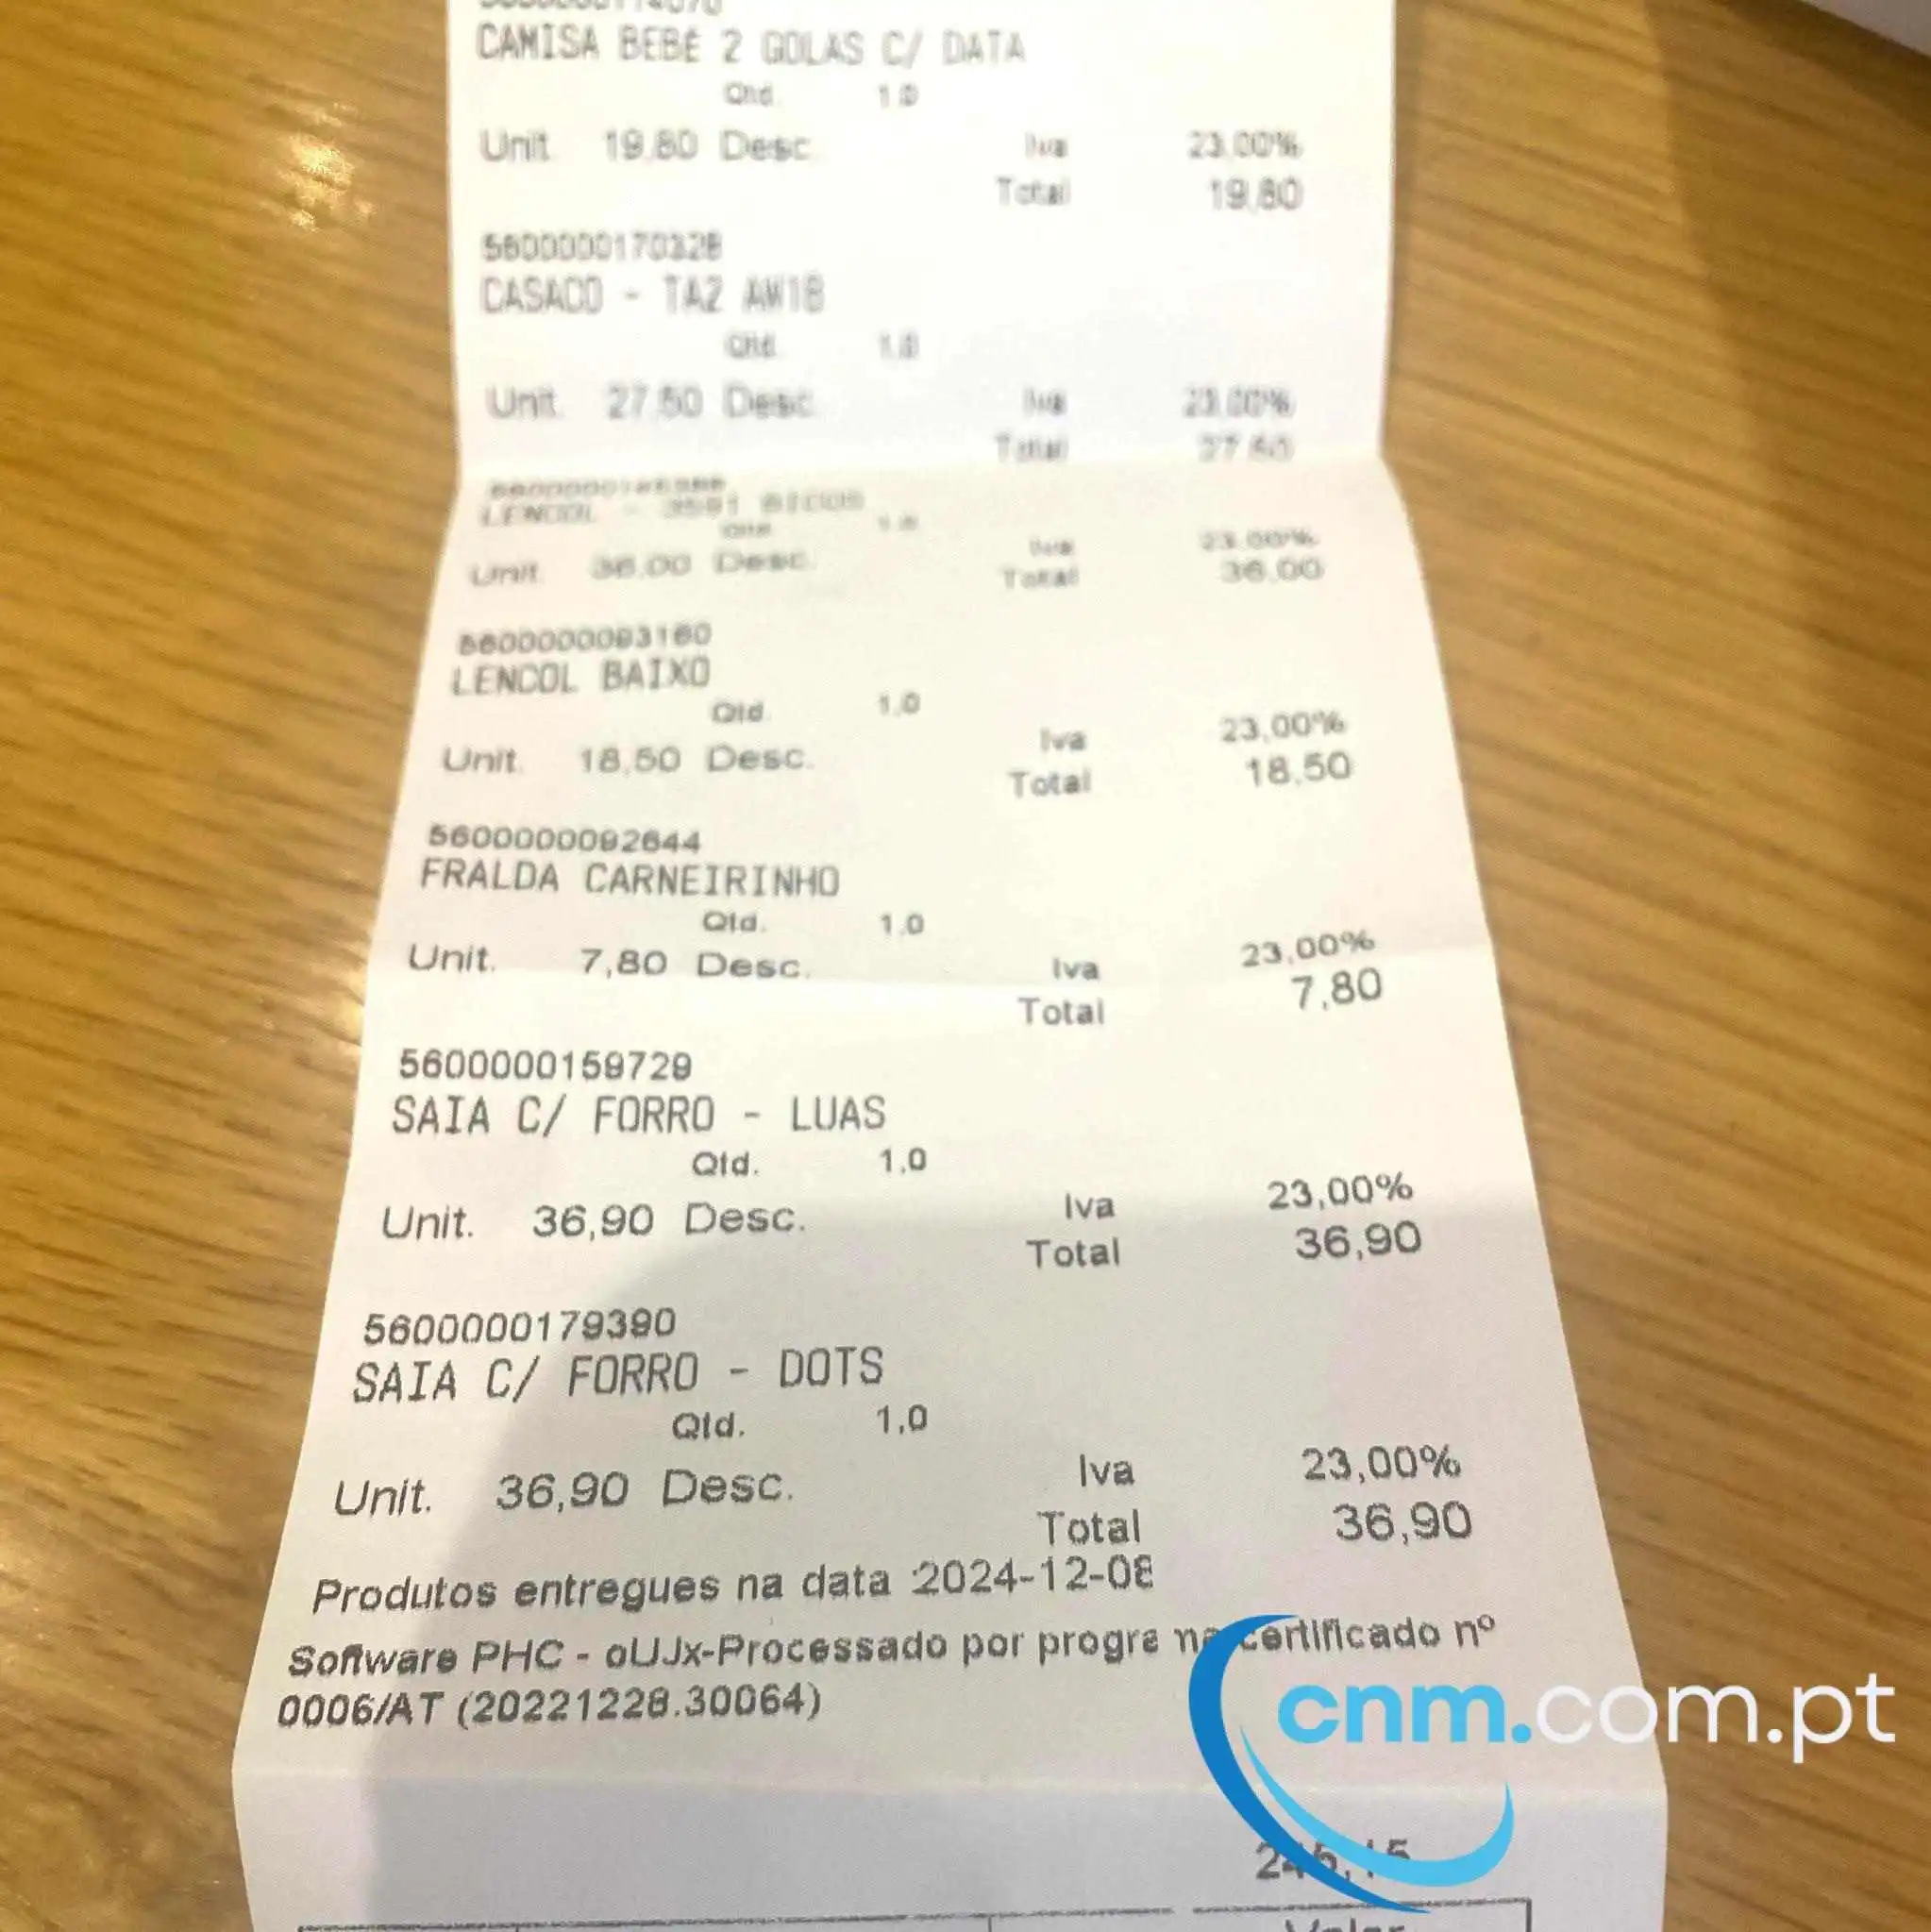 CAMISA BEBÉ 2 GOLAS C/ DATA
Qtd. 1,0
Unit. 19,80 Desc. Iva 23,00%
Total 19,80
5600000170328
CASACO - TA2 AW18
Qtd. 1,0
Unit. 27,50 Desc. Iva 23,00%
Total 27,50
LENCOL - BICOS
Qtd. 1,0
Unit. 36,00 Desc. Iva 23,00%
Total 36,00
5600000093160
LENCOL BAIXO
Qtd. 1,0
Unit. 18,50 Desc. Iva 23,00%
Total 18,50
5600000092644
FRALDA CARNEIRINHO
Qtd. 1,0
Unit. 7,80 Desc. Iva 23,00%
Total 7,80
5600000159729
SAIA C/ FORRO - LUAS
Qtd. 1,0
Unit. 36,90 Desc. Iva 23,00%
Total 36,90
5600000179390
SAIA C/ FORRO - DOTS
Qtd. 1,0
Unit. 36,90 Desc. Iva 23,00%
Total 36,90
Produtos entregues na data 2024-12-08
Software PHC - oUJx-Processado por programa certificado nº
0006/AT (20221228.30064)
cnm.com.pt
Valor